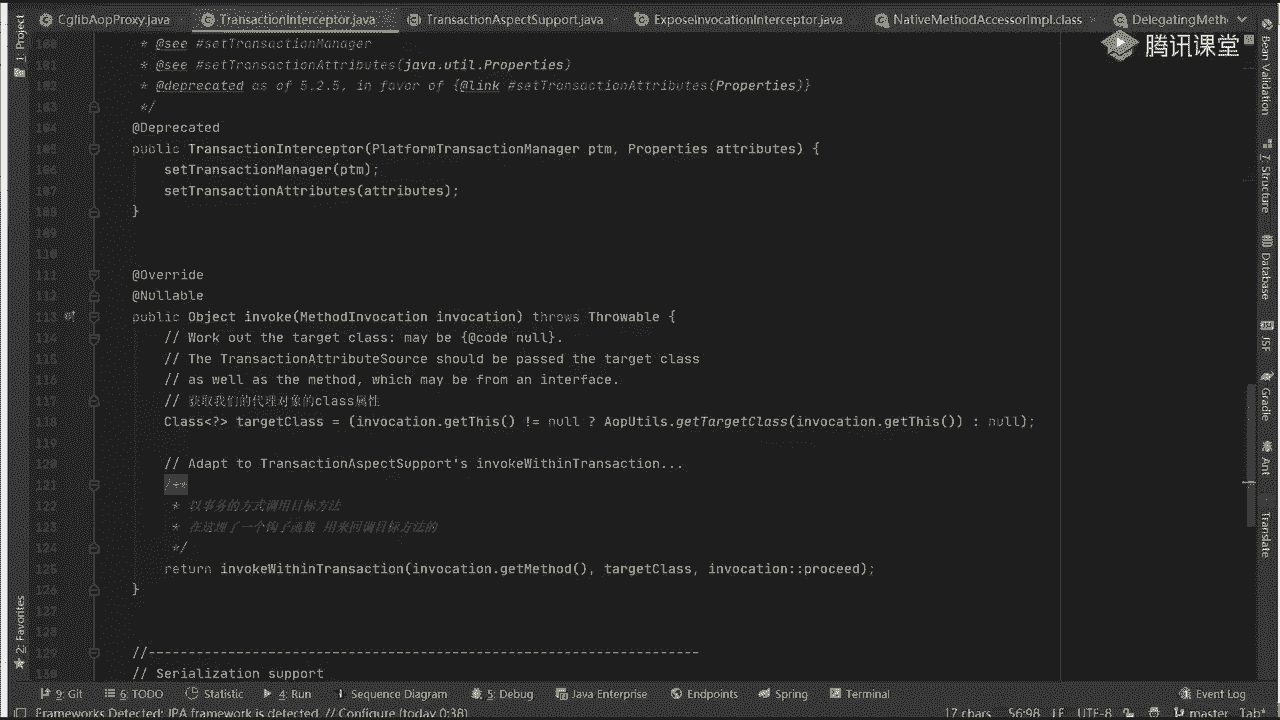 CglibAopProxy.java TransactionInterceptor.java TransactionAspectSupport.java ExposeInvocationInterceptor.java NativeMethodAccessorImpl.class DelegatingMeth
腾讯课堂
100 * @see #setTransactionManager
101 * @see #setTransactionAttributes(java.util.Properties)
102 * @deprecated as of 5.2.5, in favor of {@link #setTransactionAttributes(Properties)}
103 */
104 @Deprecated
105 public TransactionInterceptor(PlatformTransactionManager ptm, Properties attributes) {
106 setTransactionManager(ptm);
107 setTransactionAttributes(attributes);
108 }
109
110
111 @Override
112 @Nullable
113 public Object invoke(MethodInvocation invocation) throws Throwable {
114 // Work out the target class: may be {@code null}.
115 // The TransactionAttributeSource should be passed the target class
116 // as well as the method, which may be from an interface.
117 // 获取我们的代理对象的class属性
118 Class<?> targetClass = (invocation.getThis() != null ? AopUtils.getTargetClass(invocation.getThis()) : null);
119
120 // Adapt to TransactionAspectSupport's invokeWithinTransaction...
121 /**
122 * 以事务的方式调用目标方法
123 * 在这埋了一个钩子函数 用来回调目标方法的
124 */
125 return invokeWithinTransaction(invocation.getMethod(), targetClass, invocation::proceed);
126 }
127
128
129 //---------------------------------------------------------------------
130 // Serialization support
1: Project
2: Favorites
Bean Validation
7: Structure
Database
JSF
Gradle
Ant
Translate
9: Git 6: TODO Statistic 4: Run Sequence Diagram 5: Debug Java Enterprise Endpoints Spring Terminal Event Log
Frameworks Detected: JPA framework is detected. // Configure (today 0:38) 17 chars 56:98 LF UTF-8 master Tab*